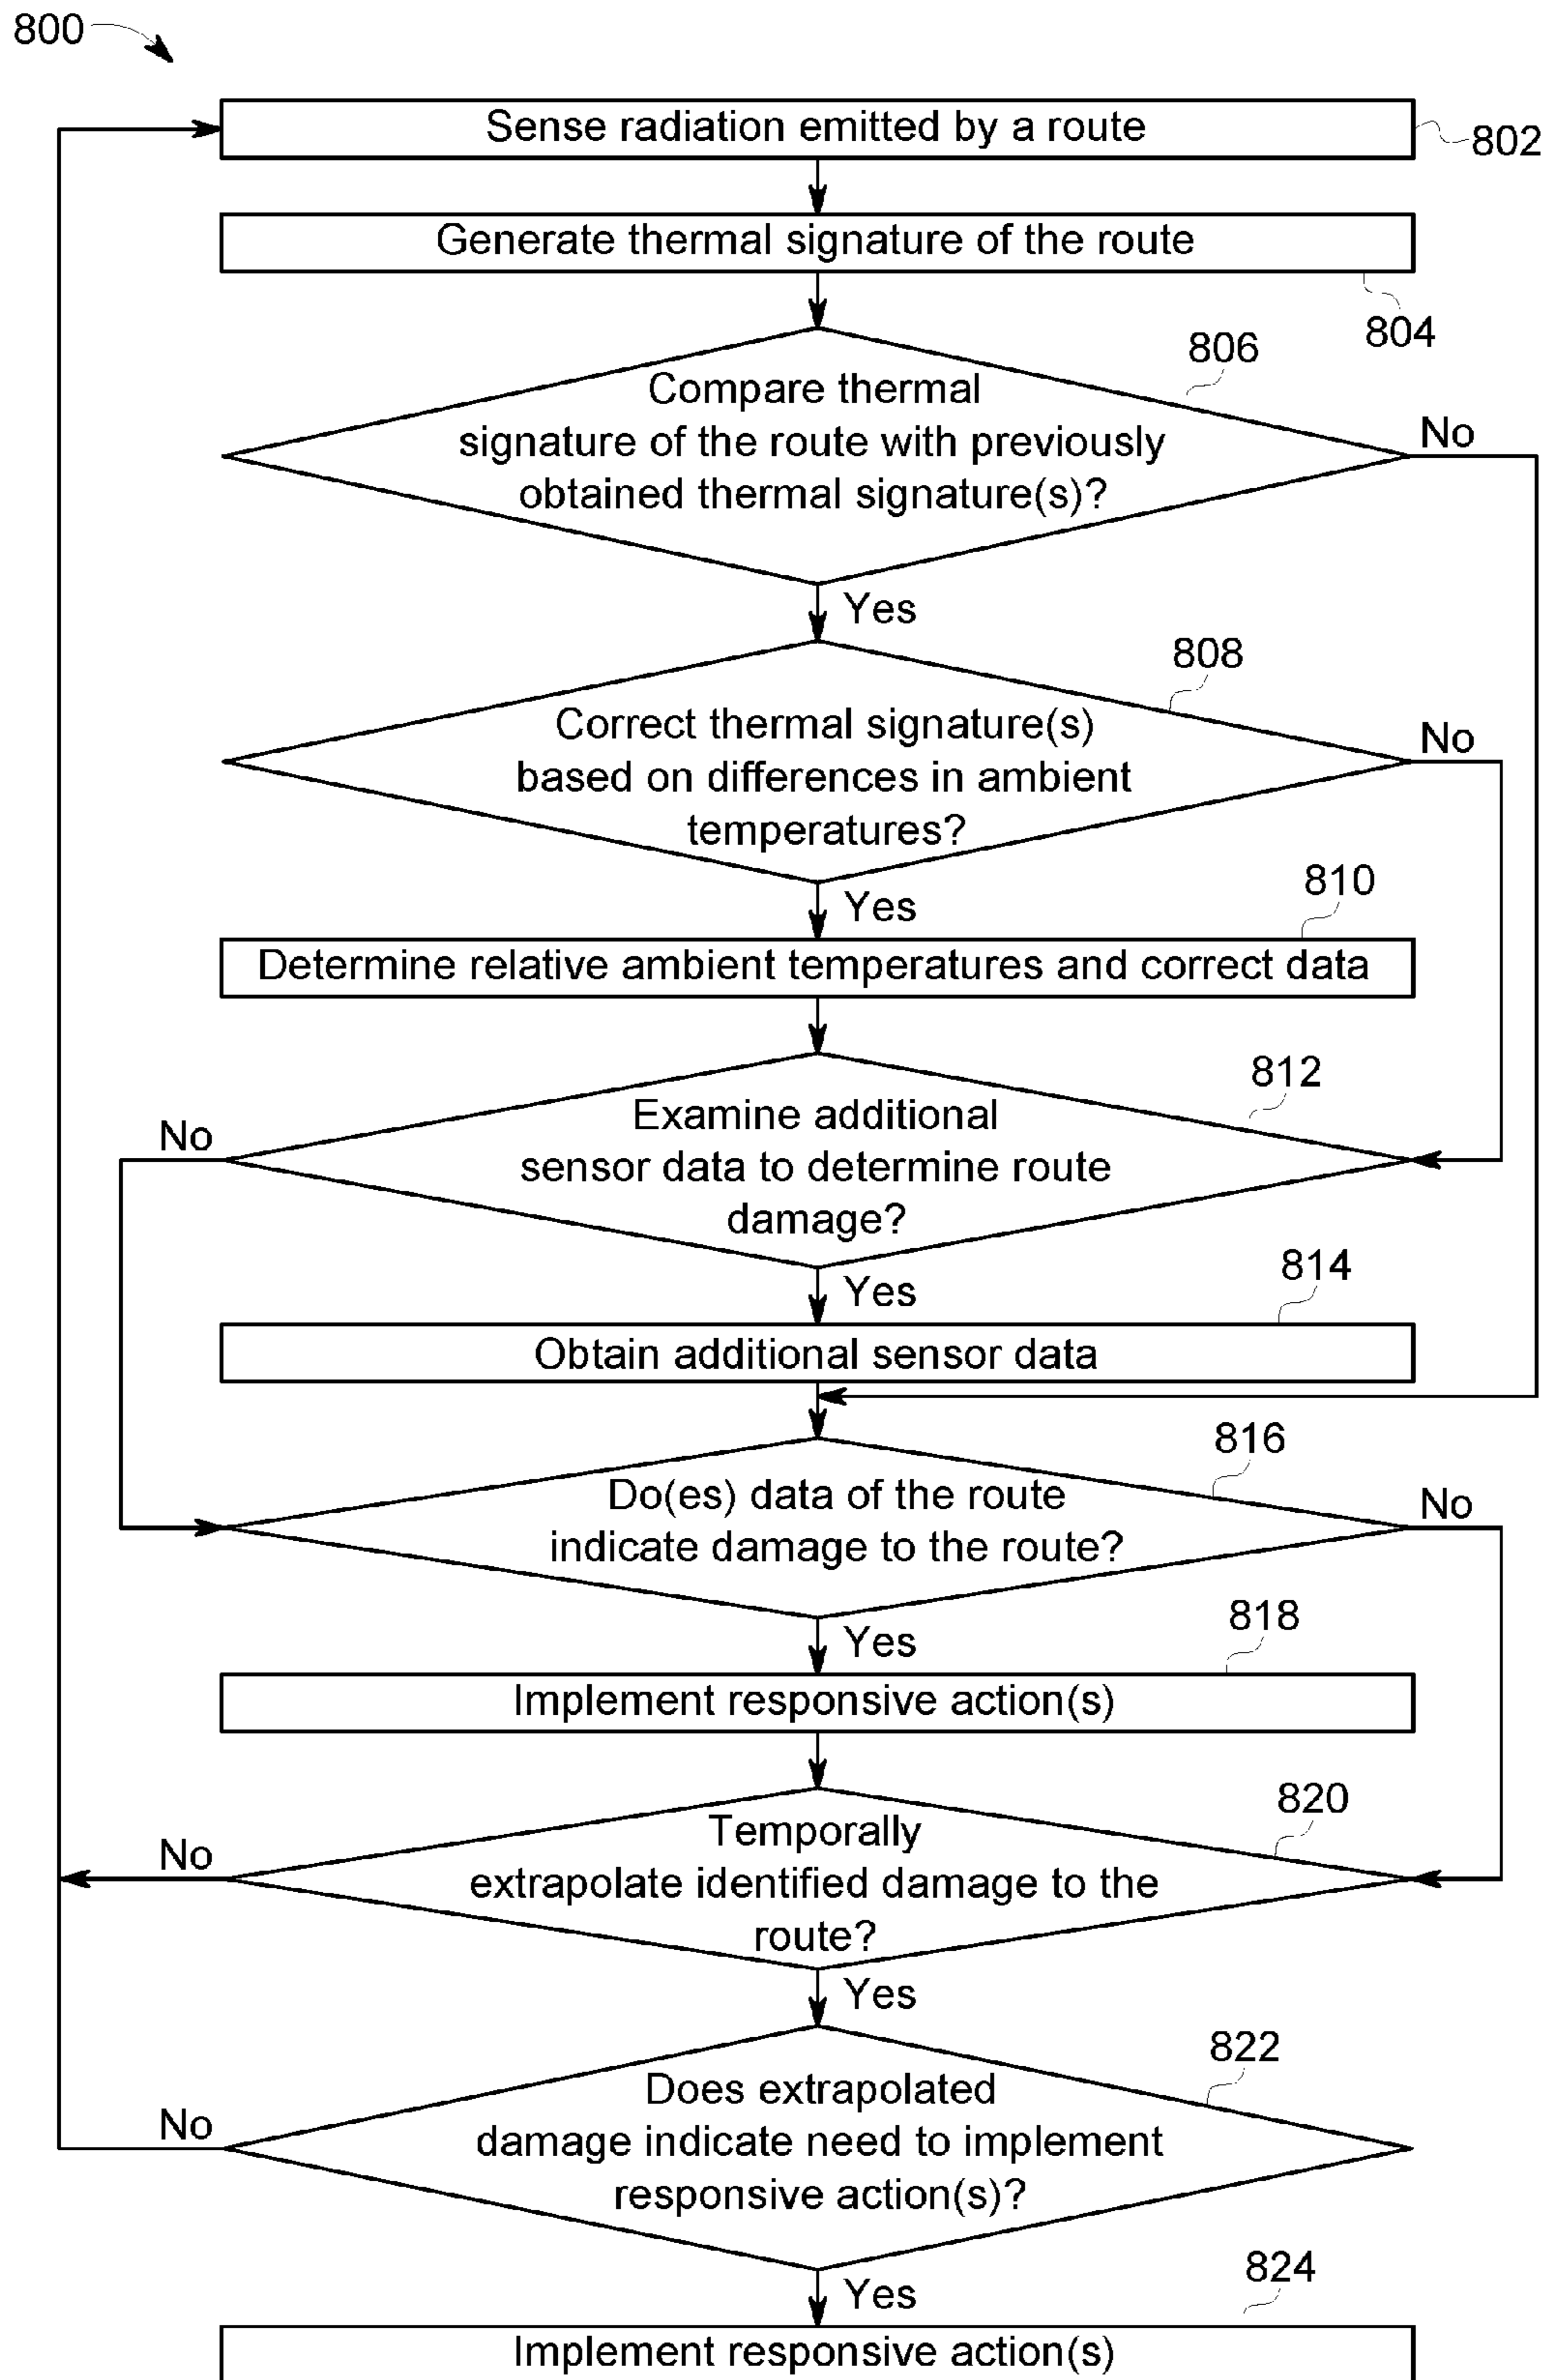 800
Sense radiation emitted by a route
802
Generate thermal signature of the route
804
806
Compare thermal
signature of the route with previously
obtained thermal signature(s)?
No
Yes
808
Correct thermal signature(s)
based on differences in ambient
temperatures?
No
Yes
810
Determine relative ambient temperatures and correct data
812
Examine additional
sensor data to determine route
damage?
No
Yes
814
Obtain additional sensor data
816
Do(es) data of the route
indicate damage to the route?
No
Yes
818
Implement responsive action(s)
820
Temporally
extrapolate identified damage to the
route?
No
Yes
822
Does extrapolated
damage indicate need to implement
responsive action(s)?
No
Yes
824
Implement responsive action(s)